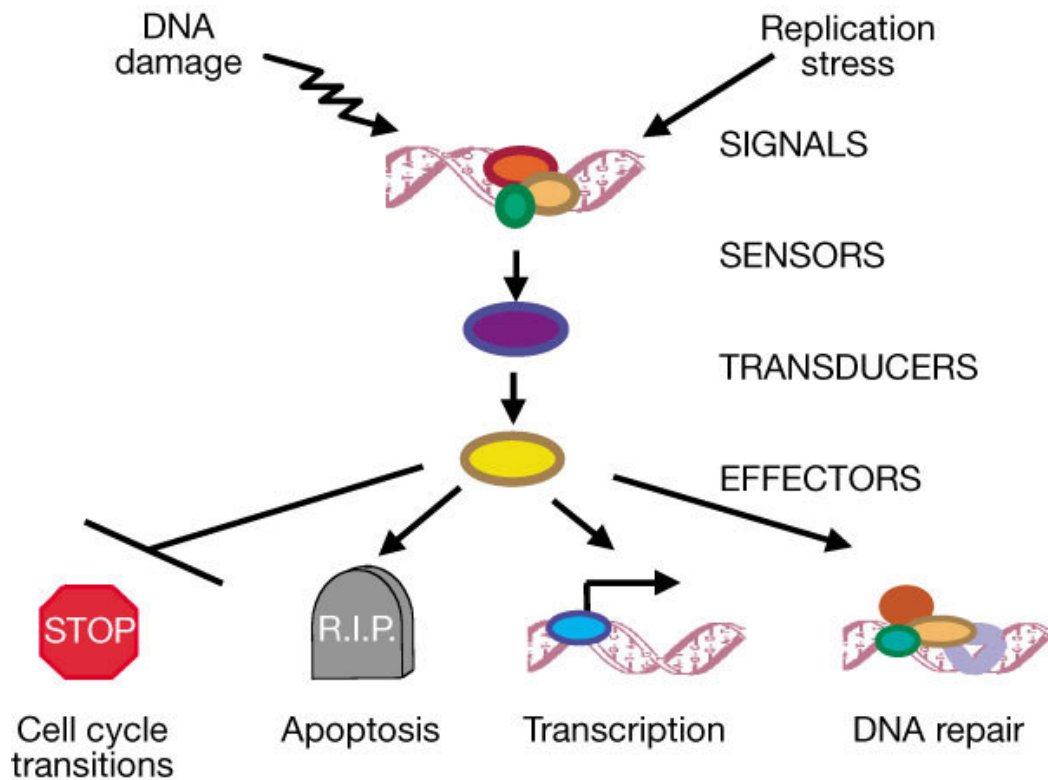 DNA
damage
Replication
stress
SIGNALS
SENSORS
TRANSDUCERS
EFFECTORS
STOP
R.I.P.
Cell cycle
transitions
Apoptosis
Transcription
DNA repair